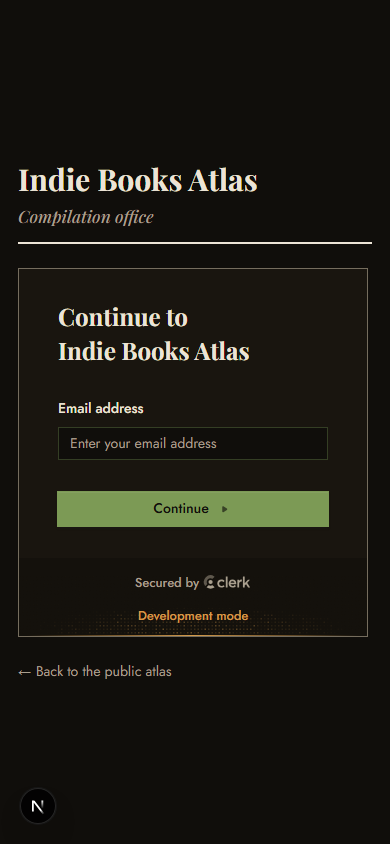 Indie Books Atlas
Compilation office
Continue to
Indie Books Atlas
Email address
Enter your email address
Continue
Secured by clerk
Development mode
← Back to the public atlas
N